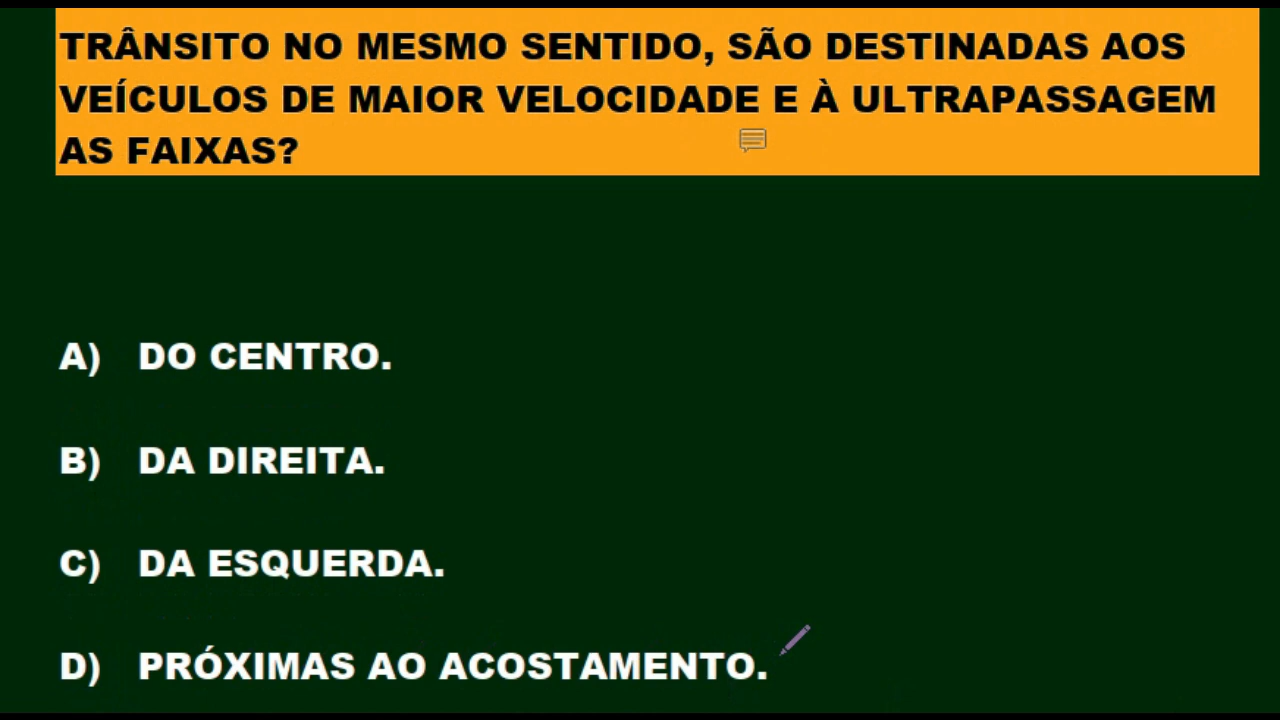 TRÂNSITO NO MESMO SENTIDO, SÃO DESTINADAS AOS
VEÍCULOS DE MAIOR VELOCIDADE E À ULTRAPASSAGEM
AS FAIXAS?
A) DO CENTRO.
B) DA DIREITA.
C) DA ESQUERDA.
D) PRÓXIMAS AO ACOSTAMENTO.